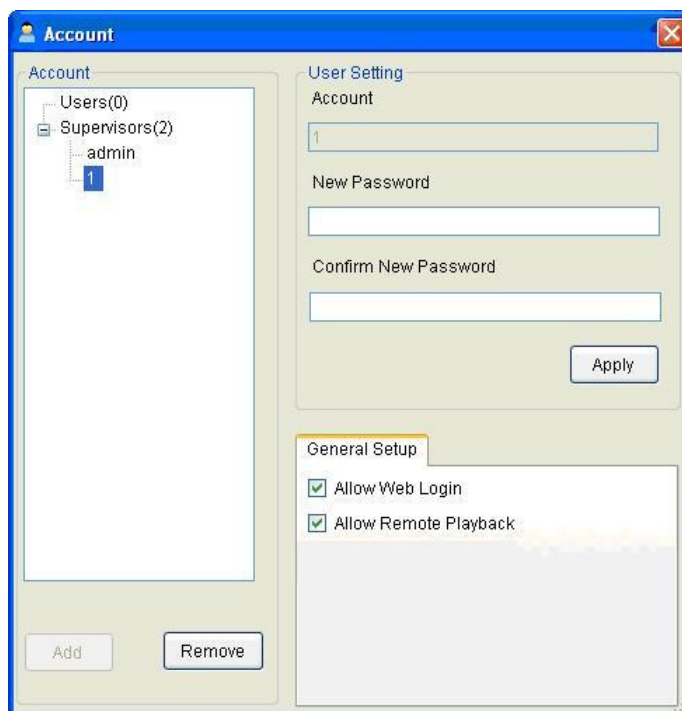 Account
Account
Users(0)
Supervisors(2)
admin
1
Add
Remove
User Setting
Account
1
New Password
Confirm New Password
Apply
General Setup
Allow Web Login
Allow Remote Playback